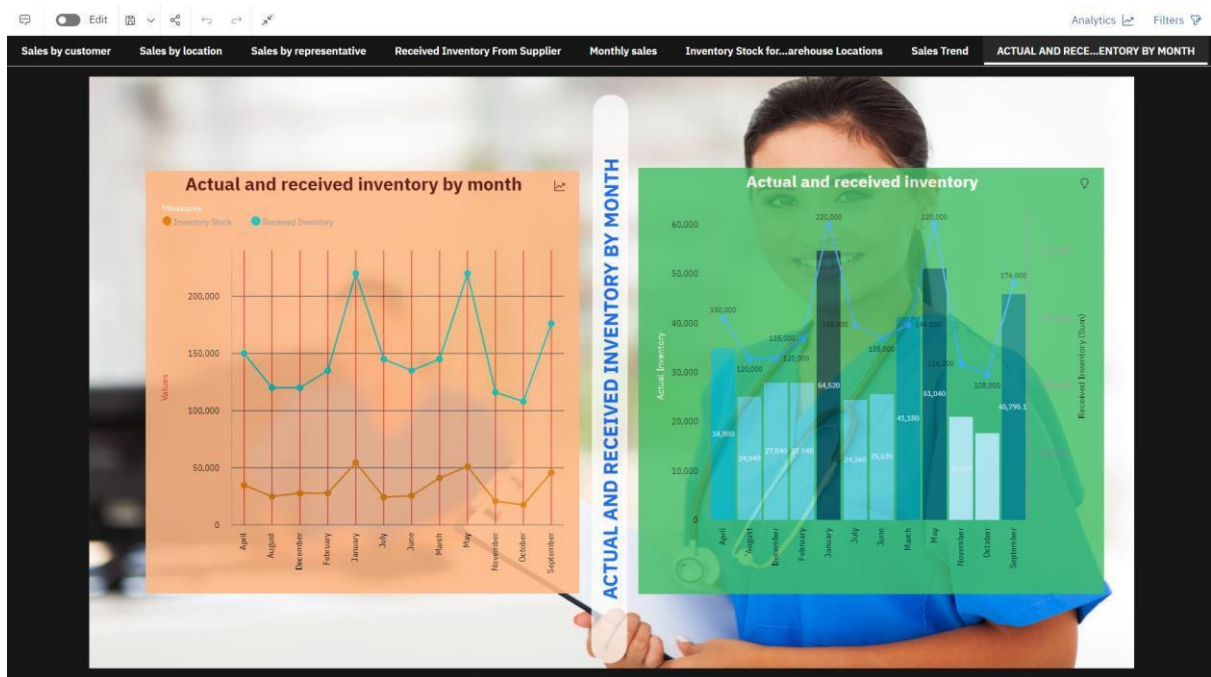 Edit
Analytics
Filters
Sales by customer
Sales by location
Sales by representative
Received Inventory From Supplier
Monthly sales
Inventory Stock for...arehouse Locations
Sales Trend
ACTUAL AND RECE...ENTORY BY MONTH
Actual and received inventory by month
Measures
Inventory Stock
Received Inventory
Values
200,000
150,000
100,000
50,000
0
April
August
December
February
January
July
June
March
May
November
October
September
ACTUAL AND RECEIVED INVENTORY BY MONTH
Actual and received inventory
Actual Inventory
60,000
50,000
40,000
30,000
20,000
10,000
0
220,000
220,000
176,000
150,000
135,000
120,000
120,000
145,000
135,000
145,000
116,000
108,000
34,800
24,940
27,840
27,840
54,520
24,360
25,520
41,180
51,040
45,795.1
Received Inventory (Sum)
April
August
December
February
January
July
June
March
May
November
October
September